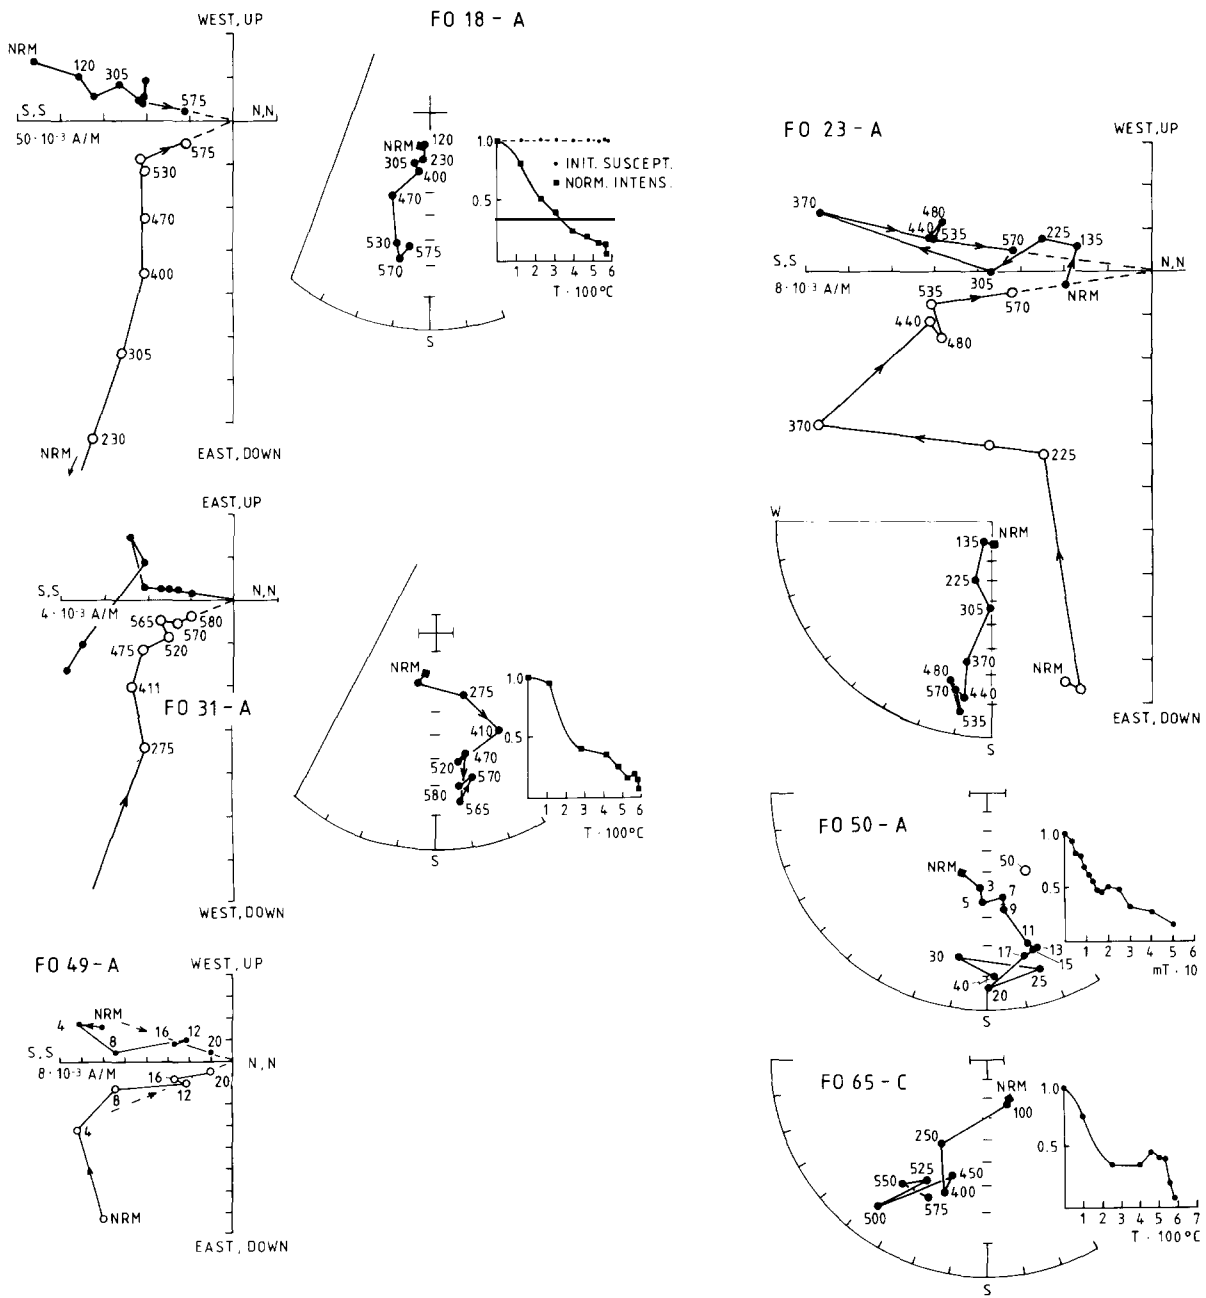 FO 18 - A
WEST, UP
NRM
120
305
575
S, S
N, N
50 · 10⁻³ A/M
575
530
470
400
305
230
NRM
EAST, DOWN
NRM
120
305
230
400
470
530
575
570
S
1.0
0.5
• INIT. SUSCEPT.
■ NORM. INTENS.
1 2 3 4 5 6
T · 100°C
FO 23 - A
WEST, UP
370
480
440
535
570
225
135
S, S
N, N
8 · 10⁻³ A/M
305
NRM
535
570
440
480
370
225
NRM
EAST, DOWN
W
NRM
135
225
305
370
480
570
440
535
S
EAST, UP
S, S
N, N
4 · 10⁻³ A/M
565
580
570
475
520
411
FO 31 - A
275
WEST, DOWN
NRM
275
410
470
520
570
580
565
S
1.0
0.5
1 2 3 4 5 6
T · 100°C
FO 50 - A
NRM
50
3
7
5
9
11
13
17
15
30
25
40
20
S
1.0
0.5
1 2 3 4 5 6
mT · 10
FO 49 - A
WEST, UP
4
NRM
8
16
12
20
S, S
N, N
8 · 10⁻³ A/M
16
20
8
12
4
NRM
EAST, DOWN
FO 65 - C
NRM
100
250
525
450
550
400
500
575
S
1.0
0.5
1 2 3 4 5 6 7
T · 100°C